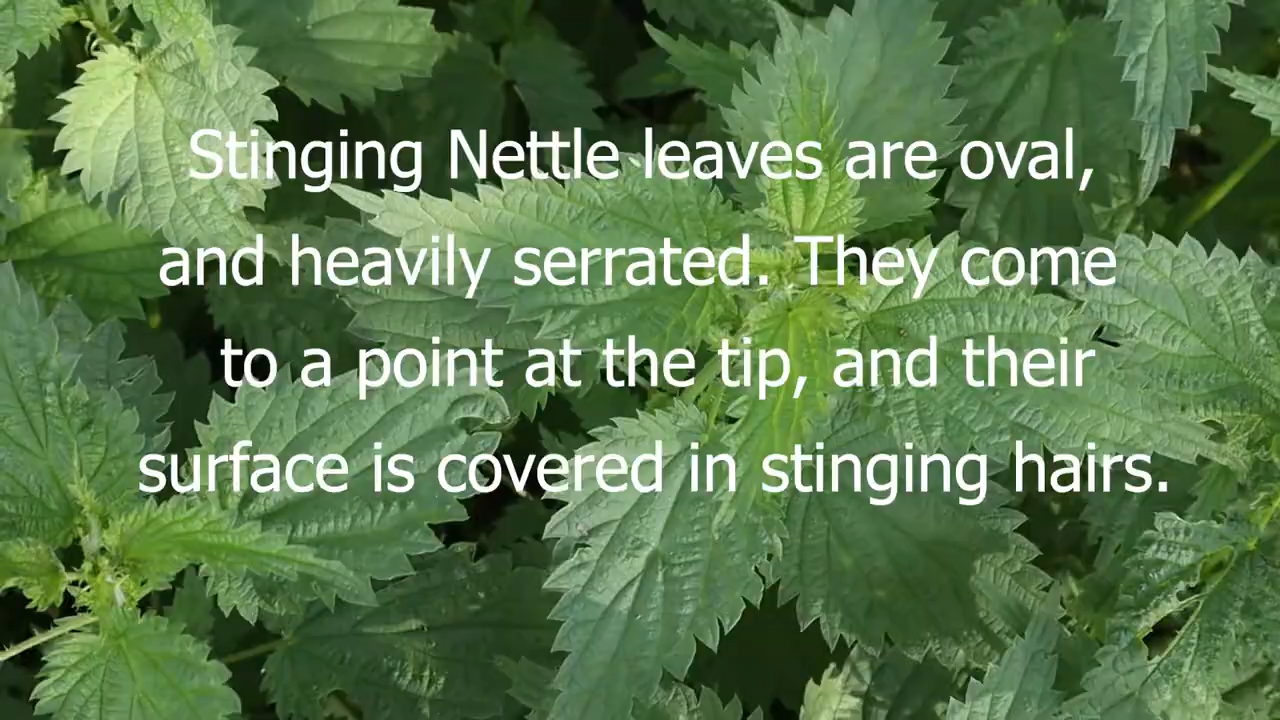 Stinging Nettle leaves are oval,
and heavily serrated. They come
to a point at the tip, and their
surface is covered in stinging hairs.